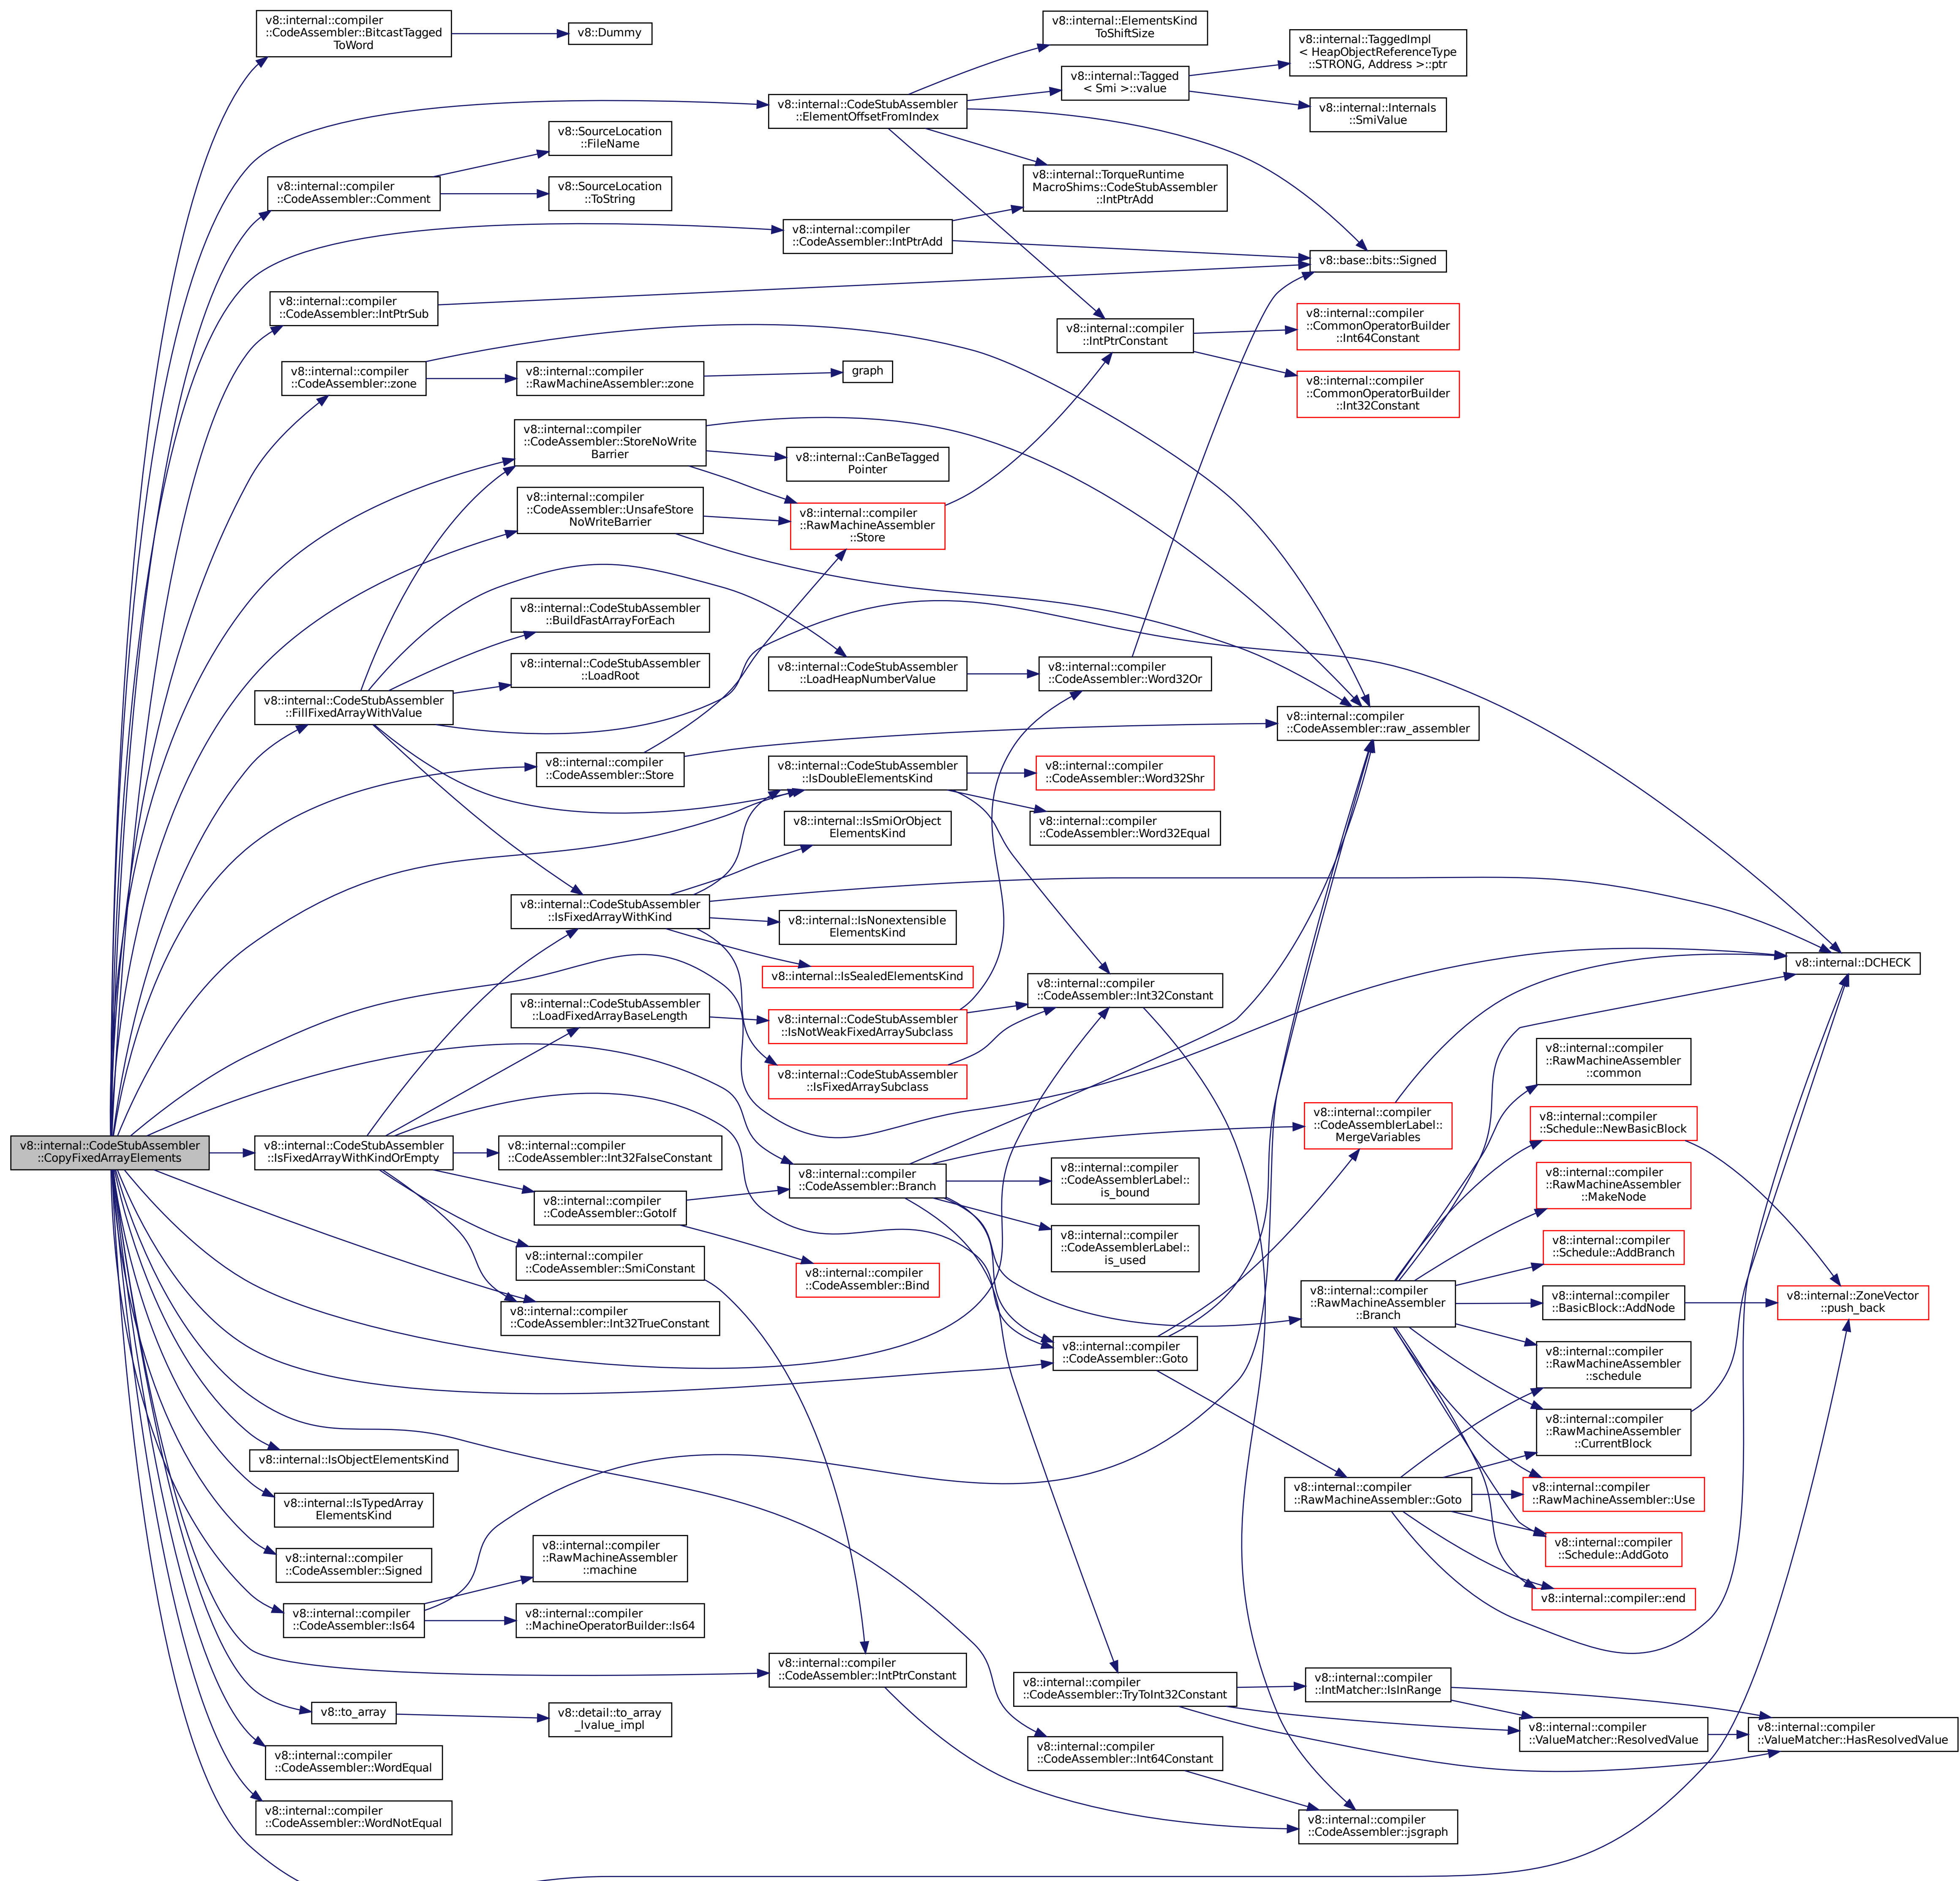 v8::internal::compiler
::CodeAssembler::BitcastTagged
ToWord
v8::Dummy
v8::internal::ElementsKind
ToShiftSize
v8::internal::TaggedImpl
< HeapObjectReferenceType
::STRONG, Address >::ptr
v8::internal::Tagged
< Smi >::value
v8::internal::Internals
::SmiValue
v8::internal::CodeStubAssembler
::ElementOffsetFromIndex
v8::SourceLocation
::FileName
v8::internal::compiler
::CodeAssembler::Comment
v8::SourceLocation
::ToString
v8::internal::TorqueRuntime
MacroShims::CodeStubAssembler
::IntPtrAdd
v8::internal::compiler
::CodeAssembler::IntPtrAdd
v8::base::bits::Signed
v8::internal::compiler
::CodeAssembler::IntPtrSub
v8::internal::compiler
::IntPtrConstant
v8::internal::compiler
::CommonOperatorBuilder
::Int64Constant
v8::internal::compiler
::CommonOperatorBuilder
::Int32Constant
v8::internal::compiler
::CodeAssembler::zone
v8::internal::compiler
::RawMachineAssembler::zone
graph
v8::internal::compiler
::CodeAssembler::StoreNoWrite
Barrier
v8::internal::CanBeTagged
Pointer
v8::internal::compiler
::CodeAssembler::UnsafeStore
NoWriteBarrier
v8::internal::compiler
::RawMachineAssembler
::Store
v8::internal::CodeStubAssembler
::BuildFastArrayForEach
v8::internal::CodeStubAssembler
::LoadRoot
v8::internal::CodeStubAssembler
::LoadHeapNumberValue
v8::internal::compiler
::CodeAssembler::Word32Or
v8::internal::CodeStubAssembler
::FillFixedArrayWithValue
v8::internal::compiler
::CodeAssembler::raw_assembler
v8::internal::compiler
::CodeAssembler::Store
v8::internal::CodeStubAssembler
::IsDoubleElementsKind
v8::internal::compiler
::CodeAssembler::Word32Shr
v8::internal::compiler
::CodeAssembler::Word32Equal
v8::internal::IsSmiOrObject
ElementsKind
v8::internal::CodeStubAssembler
::IsFixedArrayWithKind
v8::internal::IsNonextensible
ElementsKind
v8::internal::IsSealedElementsKind
v8::internal::DCHECK
v8::internal::compiler
::CodeAssembler::Int32Constant
v8::internal::CodeStubAssembler
::LoadFixedArrayBaseLength
v8::internal::CodeStubAssembler
::IsNotWeakFixedArraySubclass
v8::internal::CodeStubAssembler
::IsFixedArraySubclass
v8::internal::compiler
::RawMachineAssembler
::common
v8::internal::compiler
::CodeAssemblerLabel::
MergeVariables
v8::internal::compiler
::Schedule::NewBasicBlock
v8::internal::CodeStubAssembler
::CopyFixedArrayElements
v8::internal::CodeStubAssembler
::IsFixedArrayWithKindOrEmpty
v8::internal::compiler
::CodeAssembler::Int32FalseConstant
v8::internal::compiler
::CodeAssembler::Branch
v8::internal::compiler
::CodeAssemblerLabel::
is_bound
v8::internal::compiler
::RawMachineAssembler
::MakeNode
v8::internal::compiler
::CodeAssembler::GotoIf
v8::internal::compiler
::CodeAssemblerLabel::
is_used
v8::internal::compiler
::Schedule::AddBranch
v8::internal::compiler
::CodeAssembler::SmiConstant
v8::internal::compiler
::CodeAssembler::Bind
v8::internal::compiler
::RawMachineAssembler
::Branch
v8::internal::compiler
::BasicBlock::AddNode
v8::internal::ZoneVector
::push_back
v8::internal::compiler
::CodeAssembler::Int32TrueConstant
v8::internal::compiler
::CodeAssembler::Goto
v8::internal::compiler
::RawMachineAssembler
::schedule
v8::internal::compiler
::RawMachineAssembler
::CurrentBlock
v8::internal::IsObjectElementsKind
v8::internal::compiler
::RawMachineAssembler::Goto
v8::internal::compiler
::RawMachineAssembler::Use
v8::internal::IsTypedArray
ElementsKind
v8::internal::compiler
::Schedule::AddGoto
v8::internal::compiler
::CodeAssembler::Signed
v8::internal::compiler
::RawMachineAssembler
::machine
v8::internal::compiler::end
v8::internal::compiler
::CodeAssembler::Is64
v8::internal::compiler
::MachineOperatorBuilder::Is64
v8::internal::compiler
::CodeAssembler::IntPtrConstant
v8::internal::compiler
::CodeAssembler::TryToInt32Constant
v8::internal::compiler
::IntMatcher::IsInRange
v8::to_array
v8::detail::to_array
_lvalue_impl
v8::internal::compiler
::ValueMatcher::ResolvedValue
v8::internal::compiler
::ValueMatcher::HasResolvedValue
v8::internal::compiler
::CodeAssembler::WordEqual
v8::internal::compiler
::CodeAssembler::Int64Constant
v8::internal::compiler
::CodeAssembler::WordNotEqual
v8::internal::compiler
::CodeAssembler::jsgraph